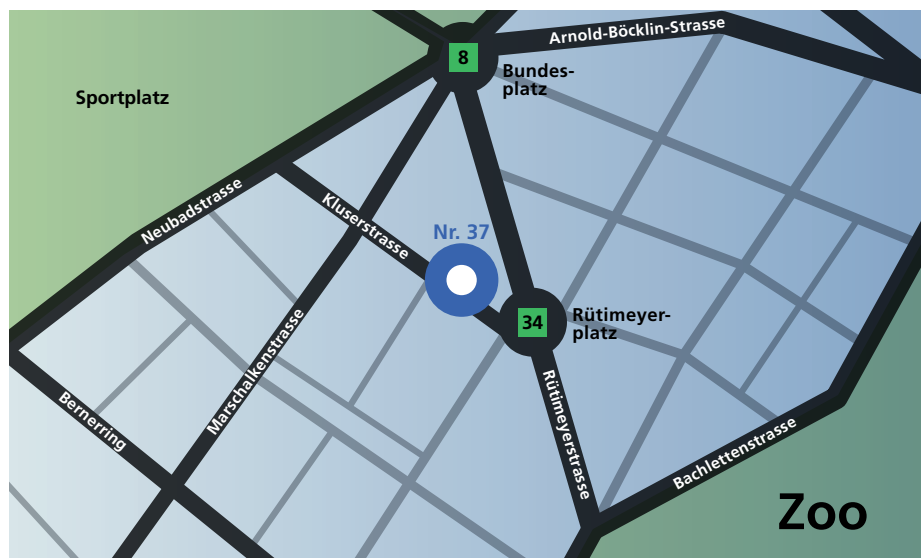 Arnold-Böcklin-Strasse
8
Bundes-
platz
Sportplatz
Neubadstrasse
Kluserstrasse
Nr. 37
34
Rütimeyer-
platz
Marschalkenstrasse
Bernerring
Rütimeyerstrasse
Bachlettenstrasse
Zoo